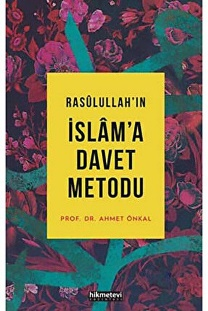 RASÛLULLAH'IN
İSLÂM'A
DAVET
METODU
PROF. DR. AHMET ÖNKAL
hikmetevi